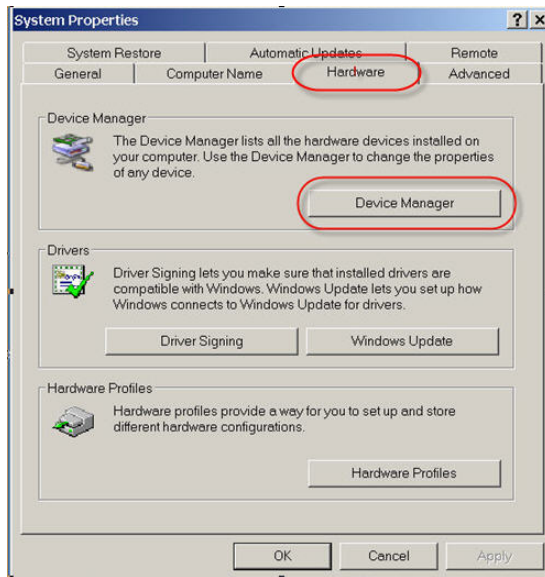 System Properties
System Restore Automatic Updates Remote
General Computer Name Hardware Advanced
Device Manager
The Device Manager lists all the hardware devices installed on
your computer. Use the Device Manager to change the properties
of any device.
Device Manager
Drivers
Driver Signing lets you make sure that installed drivers are
compatible with Windows. Windows Update lets you set up how
Windows connects to Windows Update for drivers.
Driver Signing Windows Update
Hardware Profiles
Hardware profiles provide a way for you to set up and store
different hardware configurations.
Hardware Profiles
OK Cancel Apply